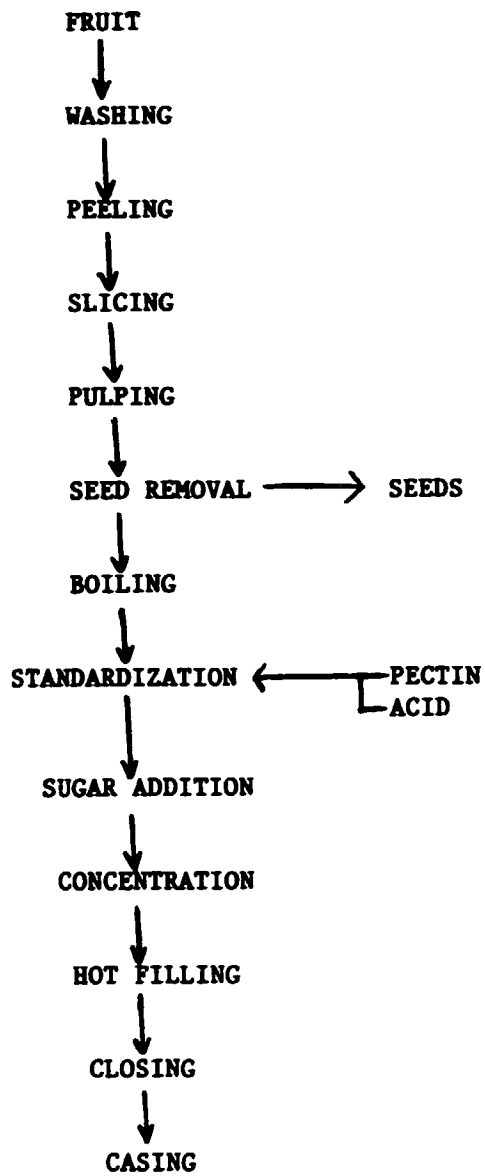 FRUIT
WASHING
PEELING
SLICING
PULPING
SEED REMOVAL SEEDS
BOILING
STANDARDIZATION PECTIN
ACID
SUGAR ADDITION
CONCENTRATION
HOT FILLING
CLOSING
CASING